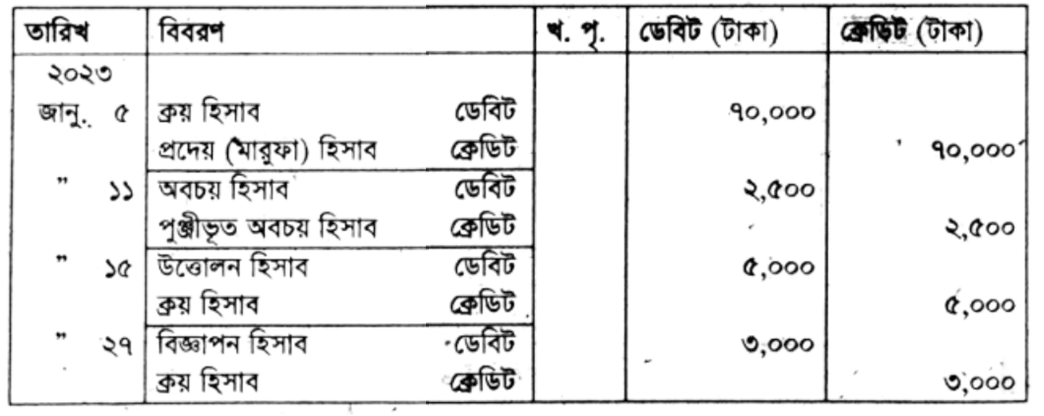 তারিখ বিবরণ খ. পৃ. ডেবিট (টাকা) ক্রেডিট (টাকা)
২০২৩
জানু. ৫ ক্রয় হিসাব ডেবিট ৭০,০০০
প্রদেয় (মারুফা) হিসাব ক্রেডিট ৭০,০০০
" ১১ অবচয় হিসাব ডেবিট ২,৫০০
পুঞ্জীভূত অবচয় হিসাব ক্রেডিট ২,৫০০
" ১৫ উত্তোলন হিসাব ডেবিট ৫,০০০
ক্রয় হিসাব ক্রেডিট ৫,০০০
" ২৭ বিজ্ঞাপন হিসাব ডেবিট ৩,০০০
ক্রয় হিসাব ক্রেডিট ৩,০০০